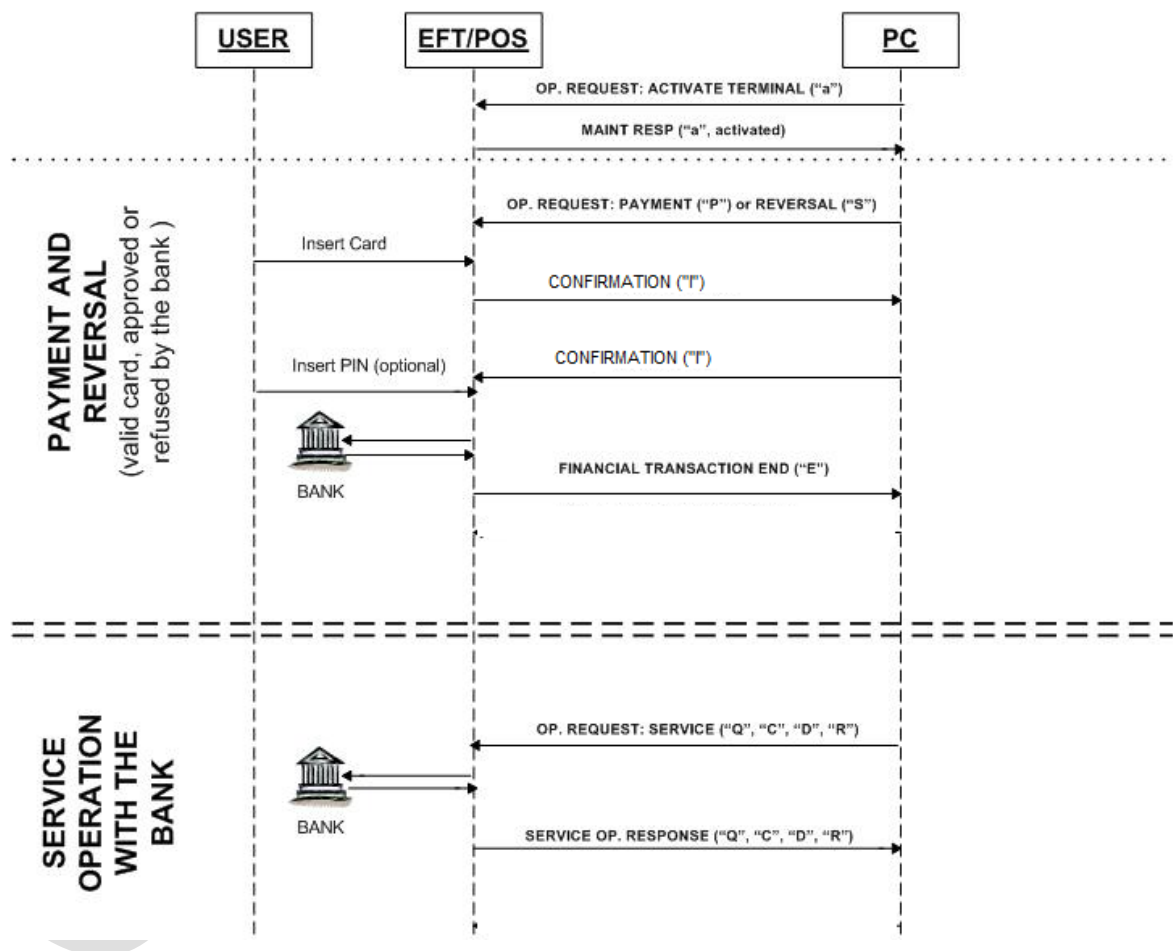 USER
EFT/POS
PC
OP. REQUEST: ACTIVATE TERMINAL (“a”)
MAINT RESP (“a”, activated)
PAYMENT AND
REVERSAL
(valid card, approved or
refused by the bank )
OP. REQUEST: PAYMENT (“P”) or REVERSAL (“S”)
Insert Card
CONFIRMATION ("I")
CONFIRMATION ("I")
Insert PIN (optional)
BANK
FINANCIAL TRANSACTION END (“E”)
SERVICE
OPERATION
WITH THE
BANK
OP. REQUEST: SERVICE (“Q”, “C”, “D”, “R”)
BANK
SERVICE OP. RESPONSE (“Q”, “C”, “D”, “R”)